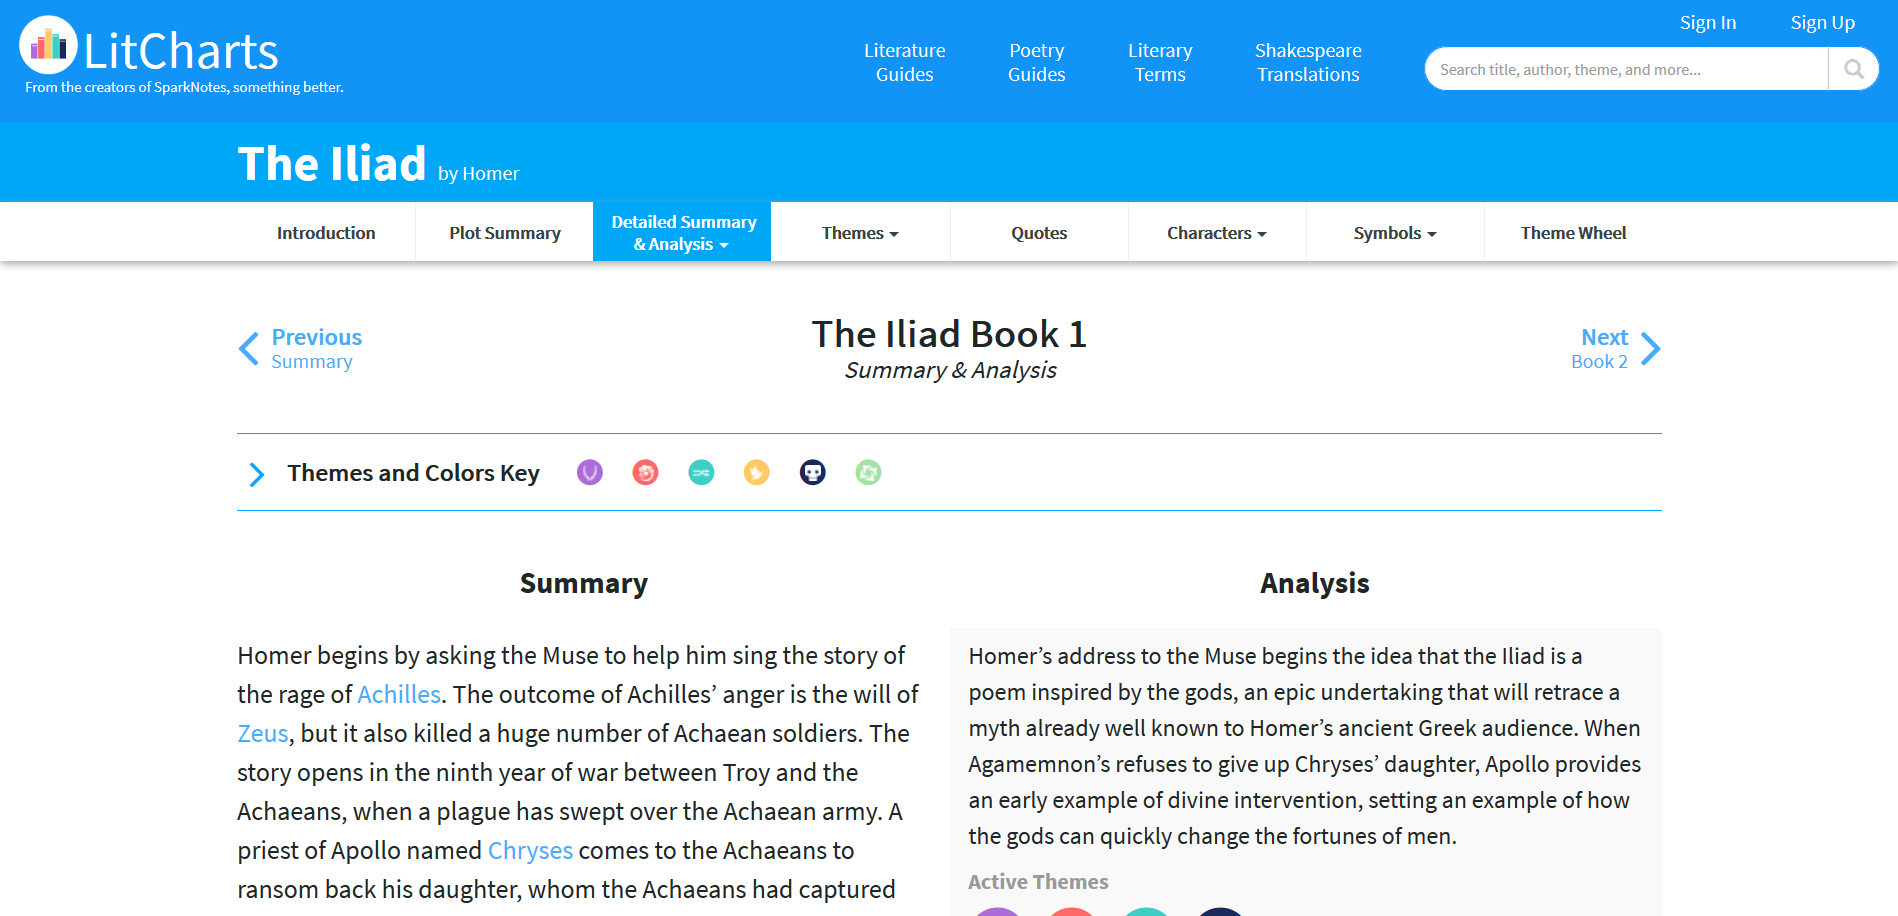 LitCharts
From the creators of SparkNotes, something better.
Literature
Guides
Poetry
Guides
Literary
Terms
Shakespeare
Translations
Sign In
Sign Up
Search title, author, theme, and more...
The Iliad by Homer
Introduction
Plot Summary
Detailed Summary
& Analysis
Themes
Quotes
Characters
Symbols
Theme Wheel
Previous
Summary
The Iliad Book 1
Summary & Analysis
Next
Book 2
Themes and Colors Key
Summary
Homer begins by asking the Muse to help him sing the story of
the rage of Achilles. The outcome of Achilles’ anger is the will of
Zeus, but it also killed a huge number of Achaean soldiers. The
story opens in the ninth year of war between Troy and the
Achaeans, when a plague has swept over the Achaean army. A
priest of Apollo named Chryses comes to the Achaeans to
ransom back his daughter, whom the Achaeans had captured
Analysis
Homer’s address to the Muse begins the idea that the Iliad is a
poem inspired by the gods, an epic undertaking that will retrace a
myth already well known to Homer’s ancient Greek audience. When
Agamemnon’s refuses to give up Chryses’ daughter, Apollo provides
an early example of divine intervention, setting an example of how
the gods can quickly change the fortunes of men.
Active Themes